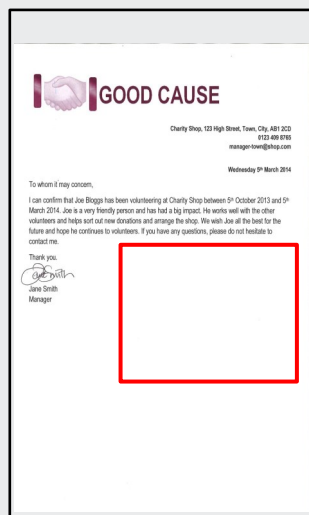 GOOD CAUSE
Charity Shop, 123 High Street, Town, City, AB1 2CD
0123 409 8765
manager-town@shop.com
Wednesday 5th March 2014
To whom it may concern,
I can confirm that Joe Bloggs has been volunteering at Charity Shop between 5th October 2013 and 5th
March 2014. Joe is a very friendly person and has had a big impact. He works well with the other
volunteers and helps sort out new donations and arrange the shop. We wish Joe all the best for the
future and hope he continues to volunteers. If you have any questions, please do not hesitate to
contact me.
Thank you.
Jane Smith
Jane Smith
Manager